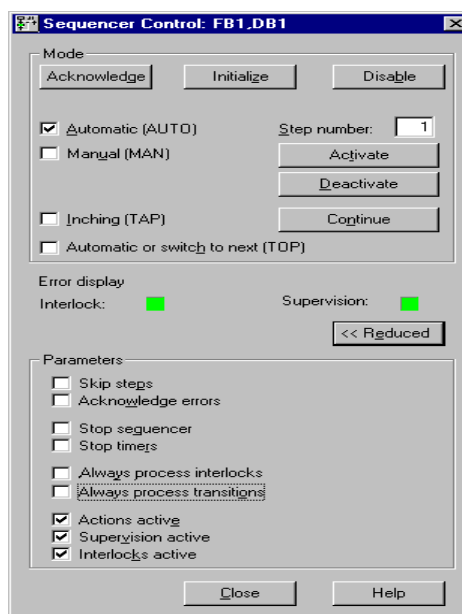 Sequencer Control: FB1,DB1
Mode
Acknowledge Initialize Disable
Automatic (AUTO) Step number: 1
Manual (MAN) Activate
Deactivate
Inching (TAP) Continue
Automatic or switch to next (TOP)
Error display
Interlock: Supervision:
<< Reduced
Parameters
Skip steps
Acknowledge errors
Stop sequencer
Stop timers
Always process interlocks
Always process transitions
Actions active
Supervision active
Interlocks active
Close Help